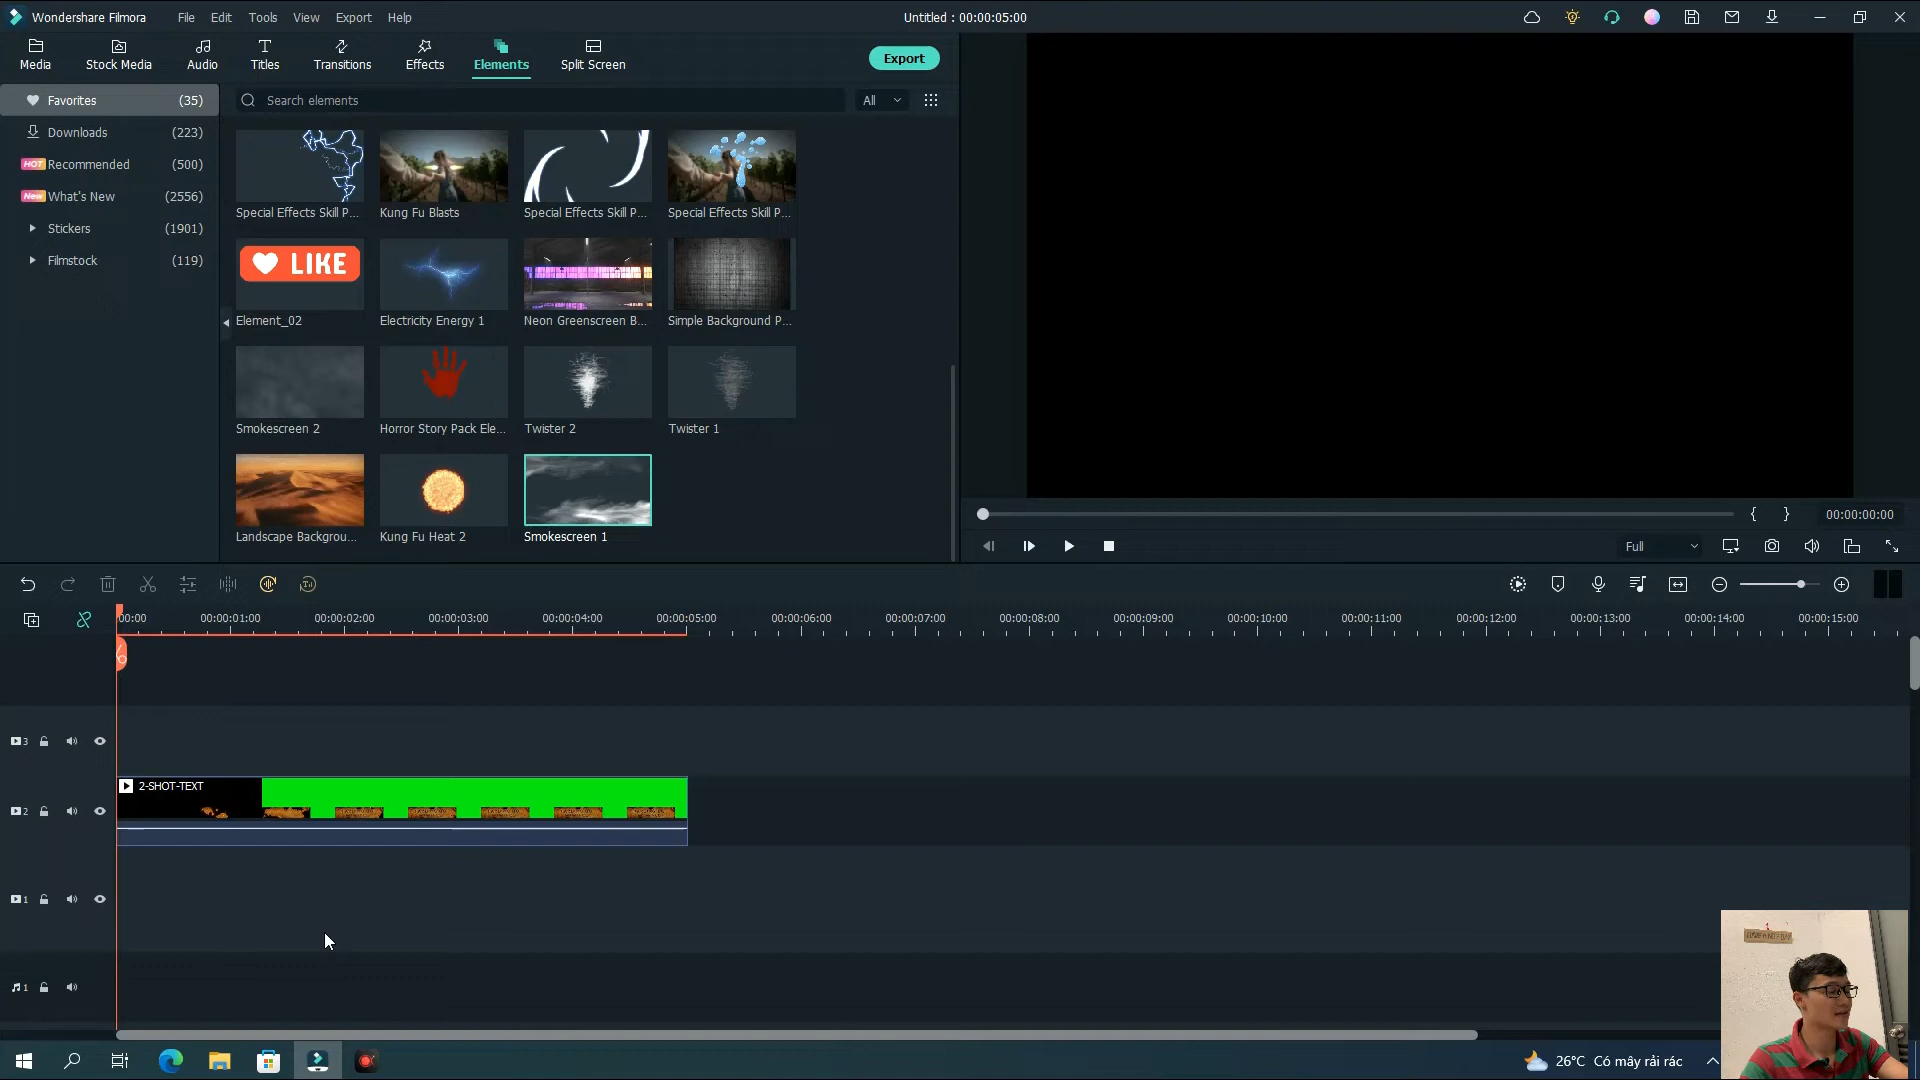 Wondershare Filmora
File Edit Tools View Export Help
Untitled : 00:00:05:00
Media
Stock Media
Audio
Titles
Transitions
Effects
Elements
Split Screen
Export
Favorites (35)
Downloads (223)
HOT Recommended (500)
New What's New (2556)
Stickers (1901)
Filmstock (119)
Search elements
All
Special Effects Skill P...
Kung Fu Blasts
Special Effects Skill P...
Special Effects Skill P...
LIKE
Element_02
Electricity Energy 1
Neon Greenscreen B...
Simple Background P...
Smokescreen 2
Horror Story Pack Ele...
Twister 2
Twister 1
Landscape Backgrou...
Kung Fu Heat 2
Smokescreen 1
{ } 00:00:00:00
Full
00:00 00:00:01:00 00:00:02:00 00:00:03:00 00:00:04:00 00:00:05:00 00:00:06:00 00:00:07:00 00:00:08:00 00:00:09:00 00:00:10:00 00:00:11:00 00:00:12:00 00:00:13:00 00:00:14:00 00:00:15:00
3
2-SHOT-TEXT
2
1
1
26°C Có mây rải rác